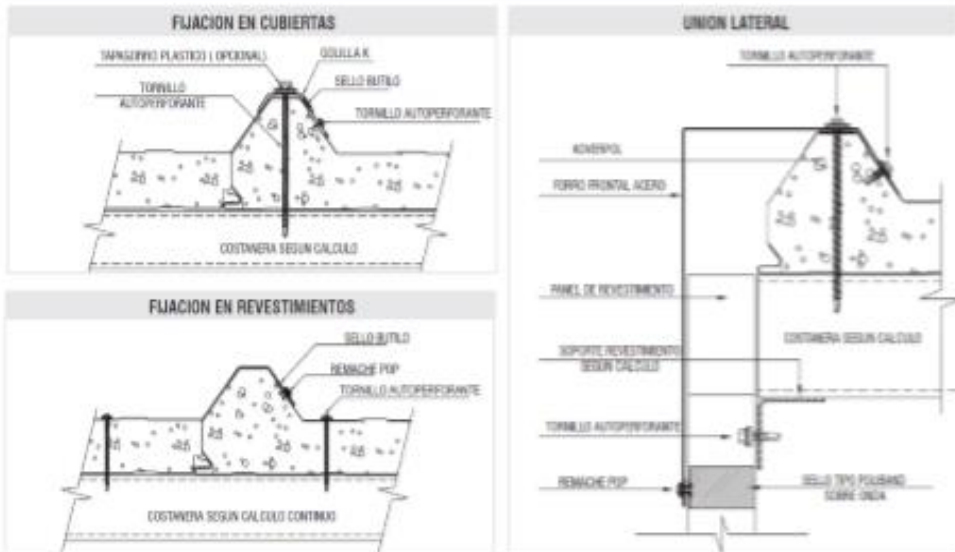 FIJACION EN CUBIERTAS
TAPAGORRO PLASTICO ( OPCIONAL)
GOLILLA K
SELLO BUTILO
TORNILLO
AUTOPERFORANTE
TORNILLO AUTOPERFORANTE
COSTANERA SEGUN CALCULO
FIJACION EN REVESTIMIENTOS
SELLO BUTILO
REMACHE POP
TORNILLO AUTOPERFORANTE
COSTANERA SEGUN CALCULO CONTINUO
UNION LATERAL
TORNILLO AUTOPERFORANTE
KOVERPOL
FORRO FRONTAL ACERO
PANEL DE REVESTIMIENTO
COSTANERA SEGUN CALCULO
SOPORTE REVESTIMIENTO
SEGUN CALCULO
TORNILLO AUTOPERFORANTE
REMACHE POP
SELLO TIPO POLIBAND
SOBRE ONDA